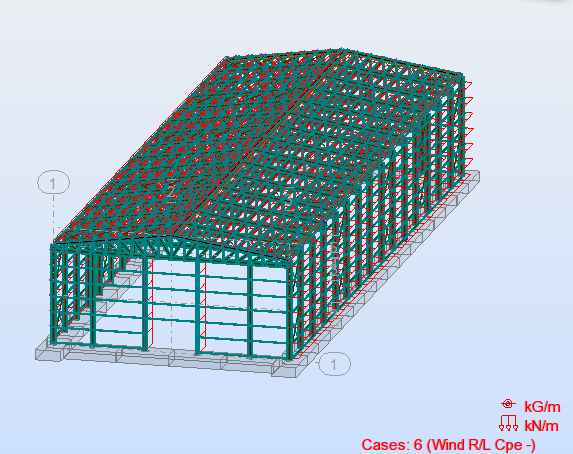 1
1
kG/m
kN/m
Cases: 6 (Wind R/L Cpe -)